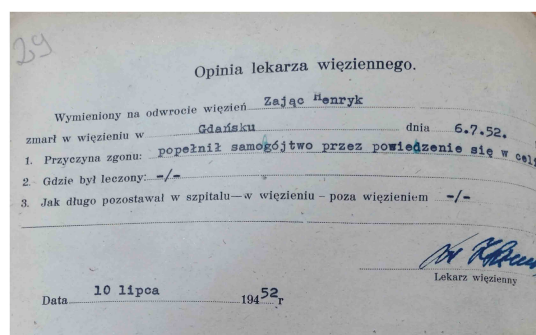 29
Opinia lekarza więziennego.
Wymieniony na odwrocie więzień Zając Henryk
zmarł w więzieniu w Gdańsku dnia 6.7.52.
1. Przyczyna zgonu: popełnił samogójtwo przez powiedzenie się w celi
2. Gdzie był leczony: -/-
3. Jak długo pozostawał w szpitalu—w więzieniu – poza więzieniem -/-
Lekarz więzienny
Data 10 lipca 1952 r